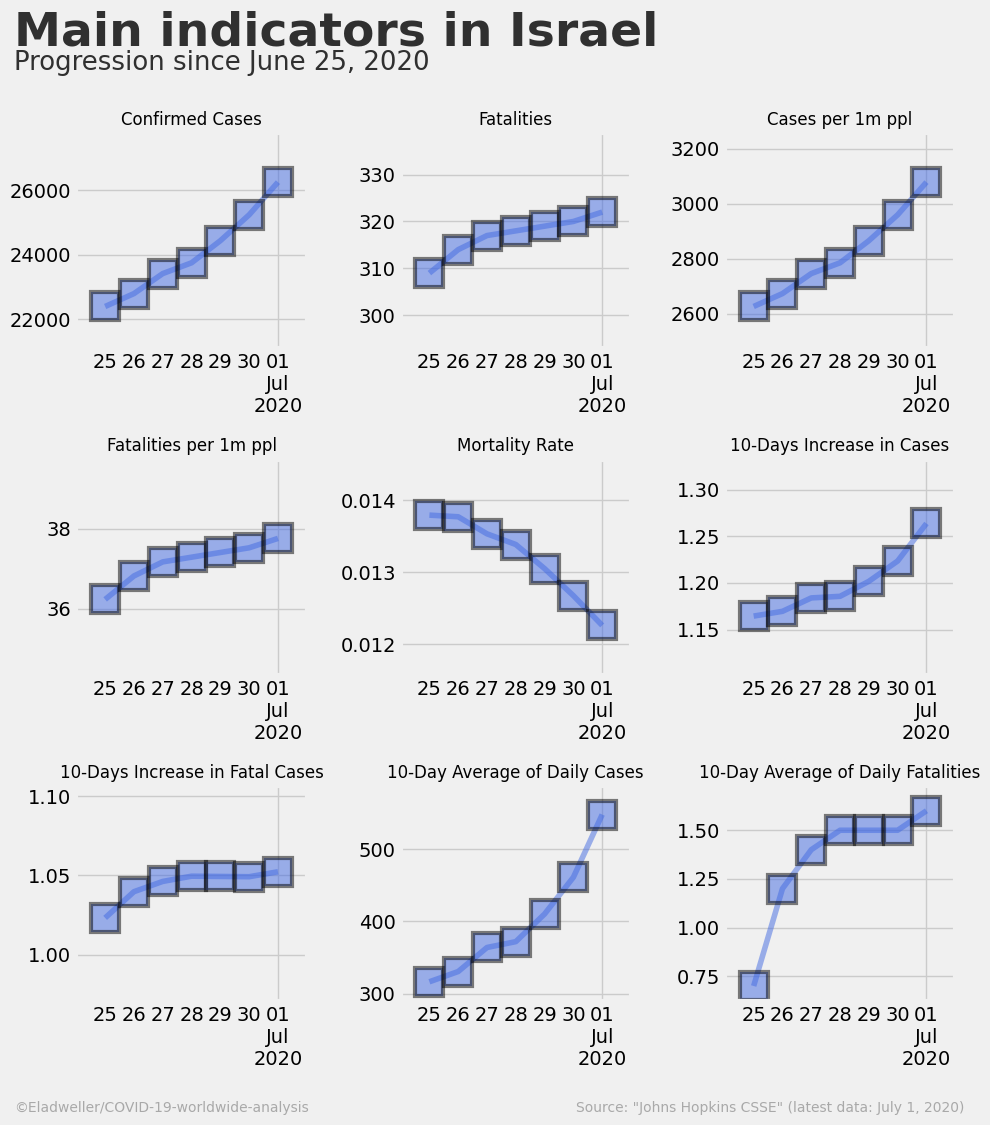 Main indicators in Israel
Progression since June 25, 2020
Confirmed Cases
26000
24000
22000
25 26 27 28 29 30 01
Jul
2020
Fatalities
330
320
310
300
25 26 27 28 29 30 01
Jul
2020
Cases per 1m ppl
3200
3000
2800
2600
25 26 27 28 29 30 01
Jul
2020
Fatalities per 1m ppl
38
36
25 26 27 28 29 30 01
Jul
2020
Mortality Rate
0.014
0.013
0.012
25 26 27 28 29 30 01
Jul
2020
10-Days Increase in Cases
1.30
1.25
1.20
1.15
25 26 27 28 29 30 01
Jul
2020
10-Days Increase in Fatal Cases
1.10
1.05
1.00
25 26 27 28 29 30 01
Jul
2020
10-Day Average of Daily Cases
500
400
300
25 26 27 28 29 30 01
Jul
2020
10-Day Average of Daily Fatalities
1.50
1.25
1.00
0.75
25 26 27 28 29 30 01
Jul
2020
©Eladweller/COVID-19-worldwide-analysis
Source: "Johns Hopkins CSSE" (latest data: July 1, 2020)